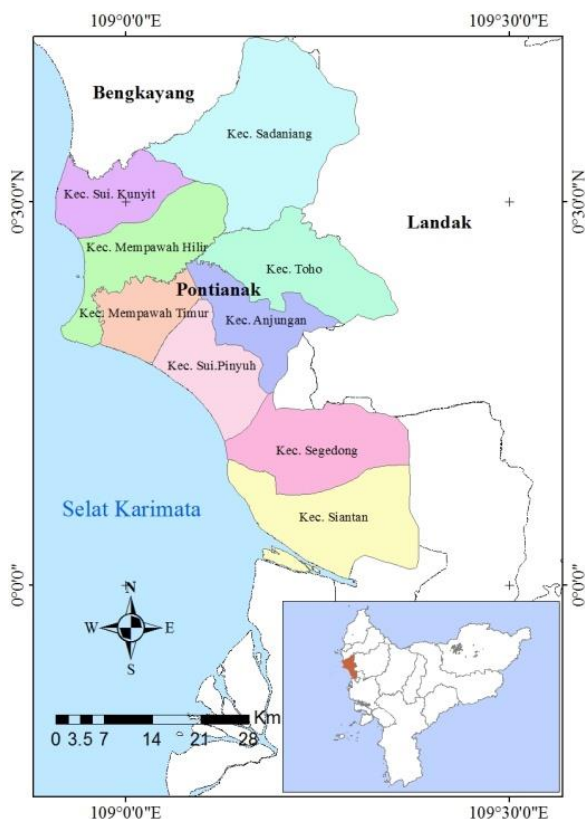 109°0'0"E
109°30'0"E
Bengkayang
Kec. Sadaniang
Kec. Sui. Kunyit
0°30'0"N
0°30'0"N
Landak
Kec. Mempawah Hilir
Kec. Toho
Pontianak
Kec. Mempawah Timur
Kec. Anjungan
Kec. Sui.Pinyuh
Kec. Segedong
Selat Karimata
Kec. Siantan
0°0'0"
0°0'0"
N
W
E
S
Km
0 3.5 7 14 21 28
109°0'0"E
109°30'0"E